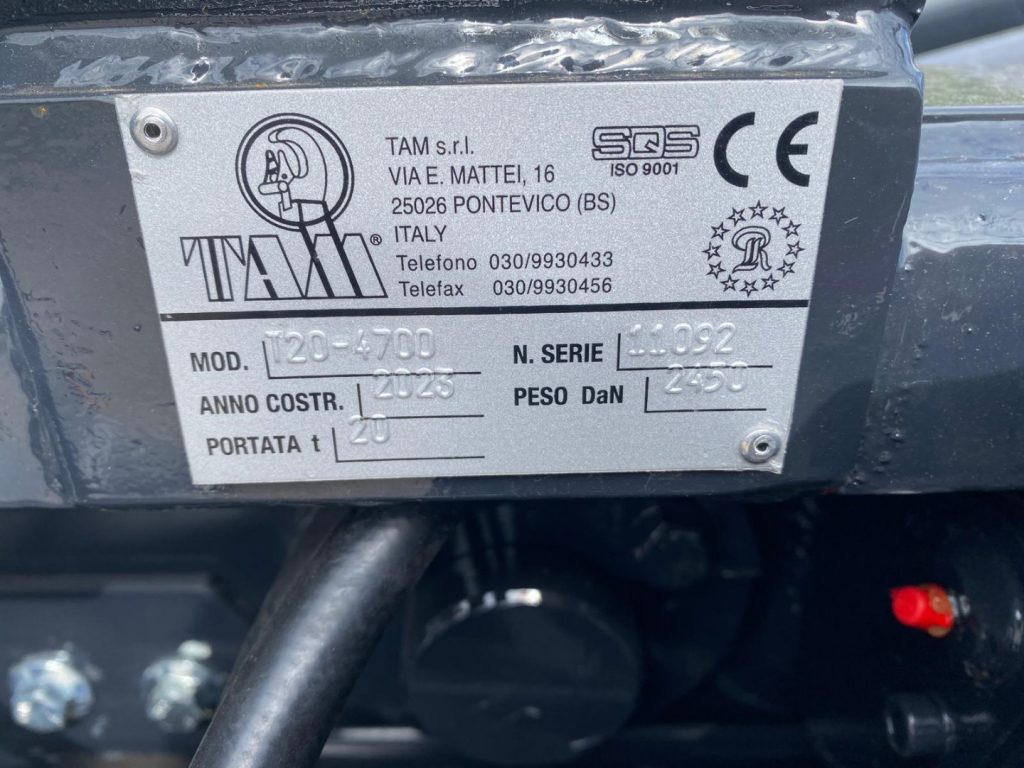 TAM®
TAM s.r.l.
VIA E. MATTEI, 16
25026 PONTEVICO (BS)
ITALY
Telefono 030/9930433
Telefax 030/9930456
SQS
ISO 9001
CE
R
MOD. T20-4700
N. SERIE 11092
ANNO COSTR. 2023
PESO DaN 2450
PORTATA t 20